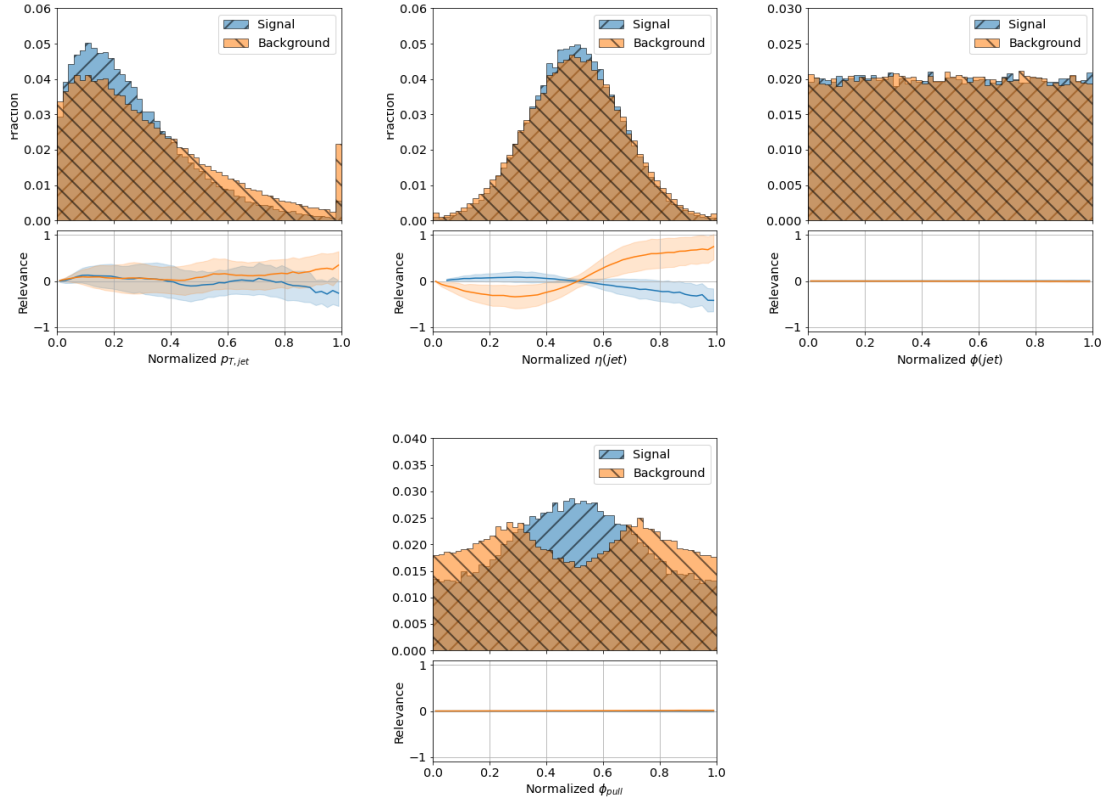 0.06
0.05
0.04
0.03
0.02
0.01
0.00
Fraction
Signal
Background
1
0
−1
Relevance
0.0 0.2 0.4 0.6 0.8 1.0
Normalized p_{T,jet}
0.06
0.05
0.04
0.03
0.02
0.01
0.00
Fraction
Signal
Background
1
0
−1
Relevance
0.0 0.2 0.4 0.6 0.8 1.0
Normalized η(jet)
0.030
0.025
0.020
0.015
0.010
0.005
0.000
Fraction
Signal
Background
1
0
−1
Relevance
0.0 0.2 0.4 0.6 0.8 1.0
Normalized ϕ(jet)
0.040
0.035
0.030
0.025
0.020
0.015
0.010
0.005
0.000
Fraction
Signal
Background
1
0
−1
Relevance
0.0 0.2 0.4 0.6 0.8 1.0
Normalized ϕ_{pull}